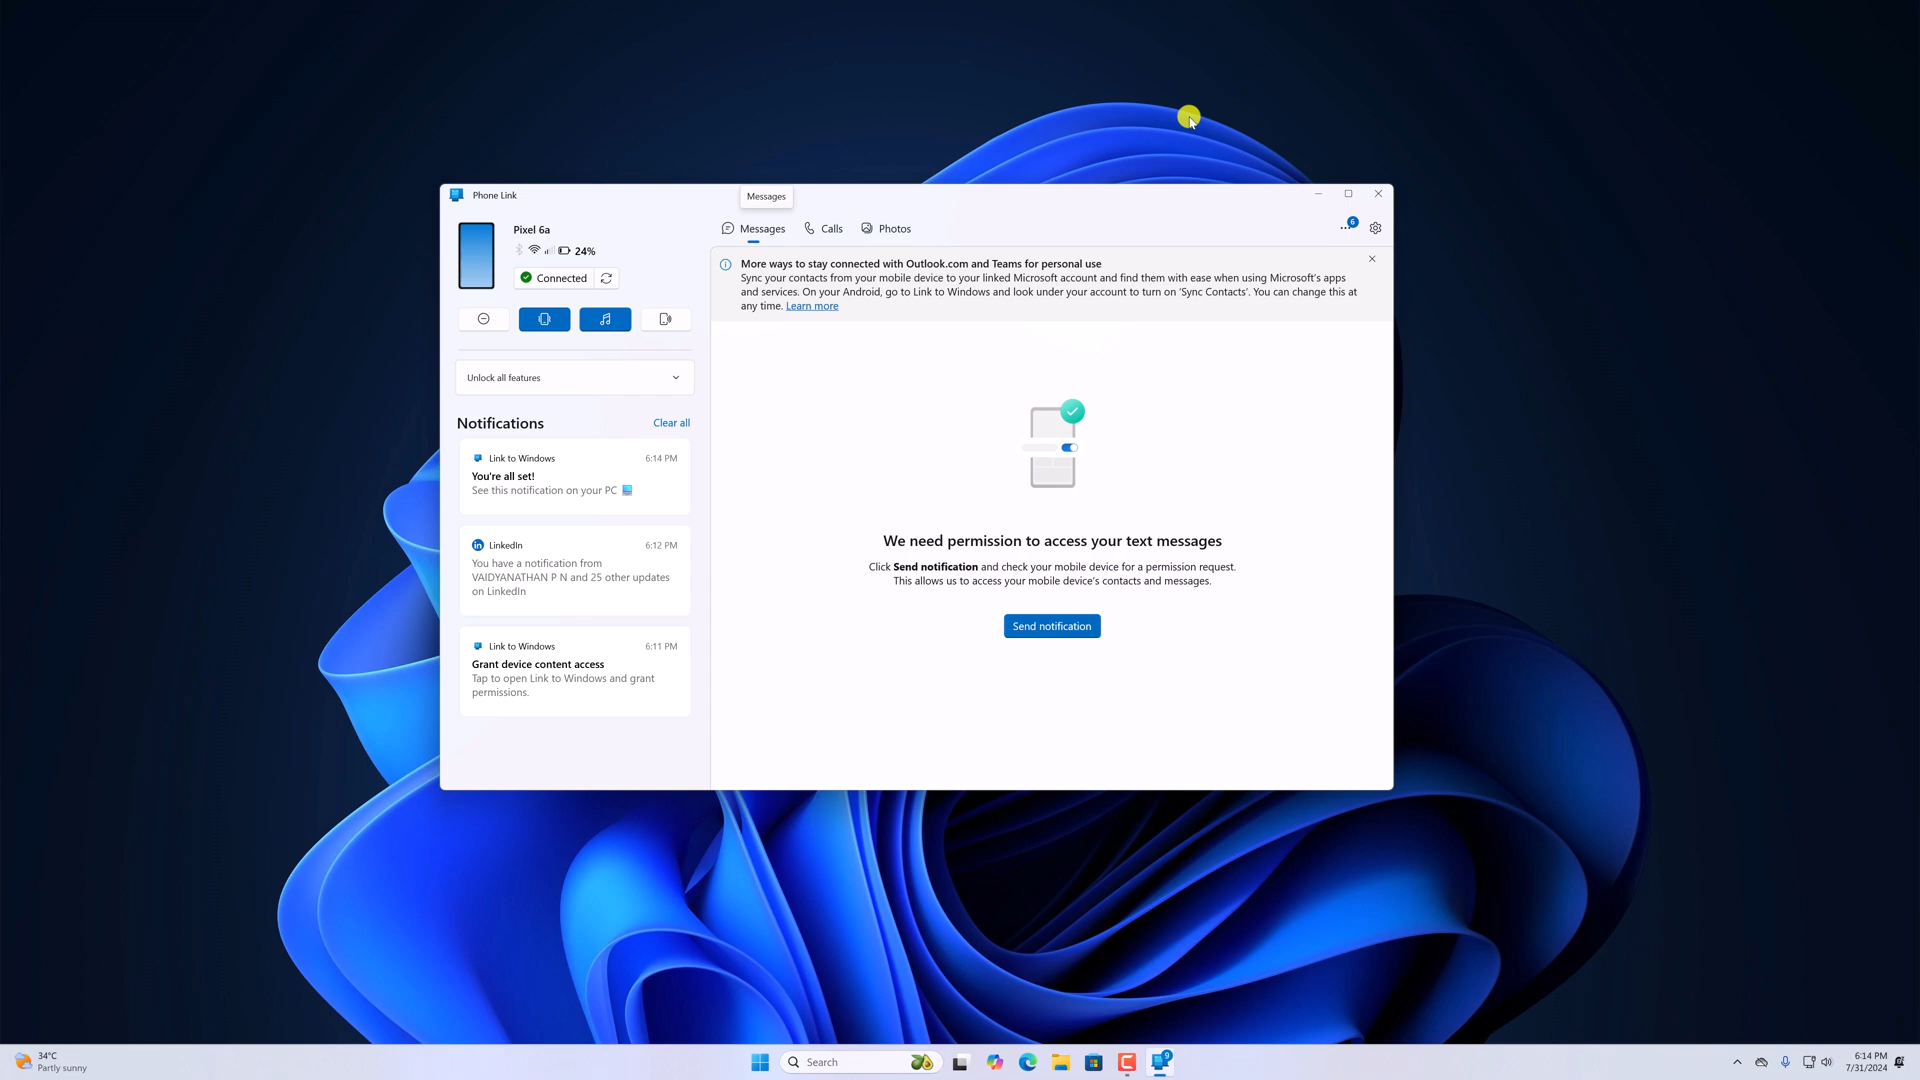 Phone Link
Messages
Pixel 6a
24%
Connected
Messages
Calls
Photos
6
More ways to stay connected with Outlook.com and Teams for personal use
Sync your contacts from your mobile device to your linked Microsoft account and find them with ease when using Microsoft's apps
and services. On your Android, go to Link to Windows and look under your account to turn on 'Sync Contacts'. You can change this at
any time. Learn more
Unlock all features
Notifications
Clear all
Link to Windows
6:14 PM
You're all set!
See this notification on your PC
LinkedIn
6:12 PM
You have a notification from
VAIDYANATHAN P N and 25 other updates
on LinkedIn
Link to Windows
6:11 PM
Grant device content access
Tap to open Link to Windows and grant
permissions.
We need permission to access your text messages
Click Send notification and check your mobile device for a permission request.
This allows us to access your mobile device's contacts and messages.
Send notification
34°C
Partly sunny
Search
9
6:14 PM
7/31/2024